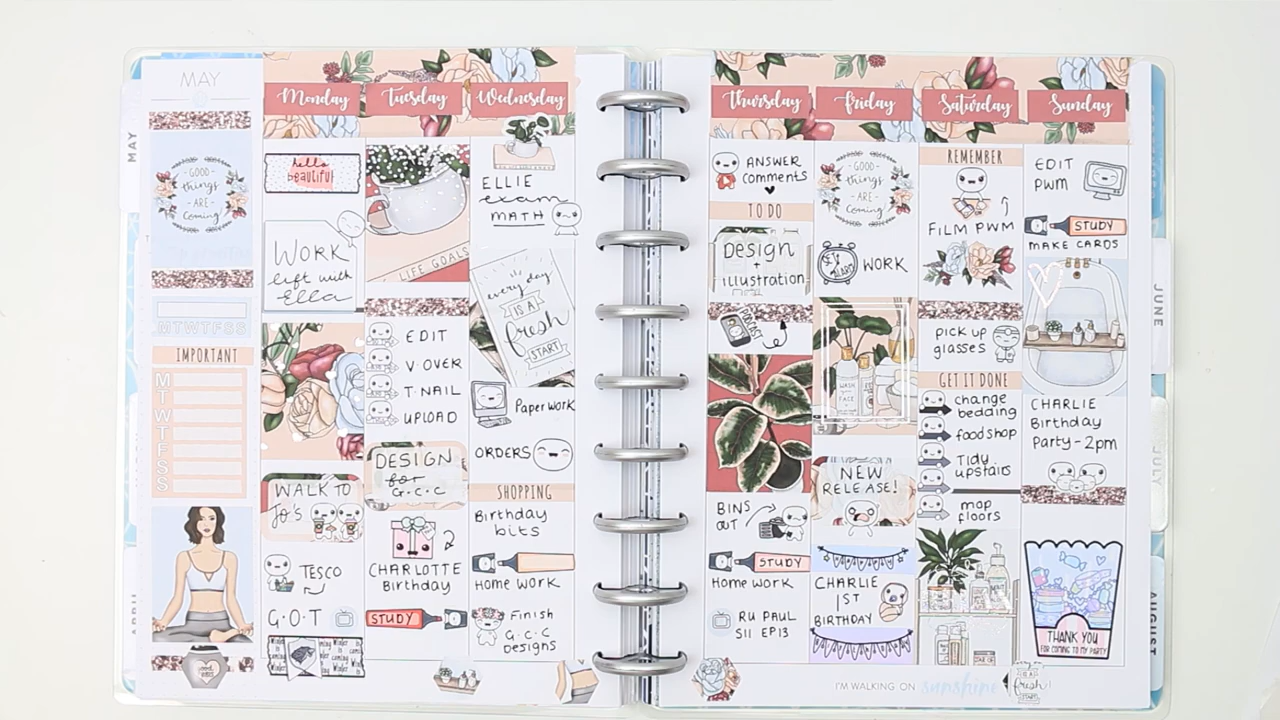 MAY
GOOD
things
ARE
Coming
MTWTFSS
IMPORTANT
M
T
W
T
F
S
S
Monday
hello
beautiful
WORK
lift with
Ella
WALK TO
JO'S
TESCO
G.O.T
Tuesday
LIFE GOALS
EDIT
V.OVER
T.NAIL
UPLOAD
DESIGN
for
G.C.C
CHARLOTTE
Birthday
STUDY
Wednesday
ELLIE
exam
MATH
every day
IS A
fresh
START
Paperwork
ORDERS
SHOPPING
Birthday
bits
Home work
Finish
G.C.C
designs
Thursday
ANSWER
comments
TO DO
DESIGN
+
illustration
PODCAST
BINS
OUT
STUDY
Home work
RU PAUL
S11 EP13
Friday
GOOD
things
ARE
Coming
START
WORK
NEW
RELEASE!
CHARLIE
1ST
BIRTHDAY
Saturday
REMEMBER
FILM PWM
pick up
glasses
GET IT DONE
change
bedding
food shop
Tidy
upstairs
mop
floors
Sunday
EDIT
PWM
STUDY
MAKE CARDS
CHARLIE
Birthday
Party - 2pm
THANK YOU
FOR COMING TO MY PARTY
I'M WALKING ON sunshine
fresh
MAY
APRIL
JUNE
JULY
AUGUST